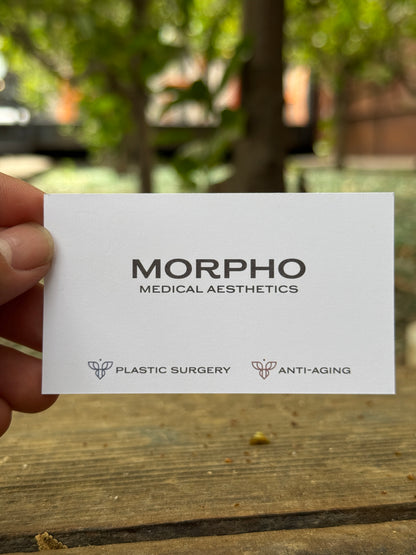 MORPHO
MEDICAL AESTHETICS
PLASTIC SURGERY ANTI-AGING